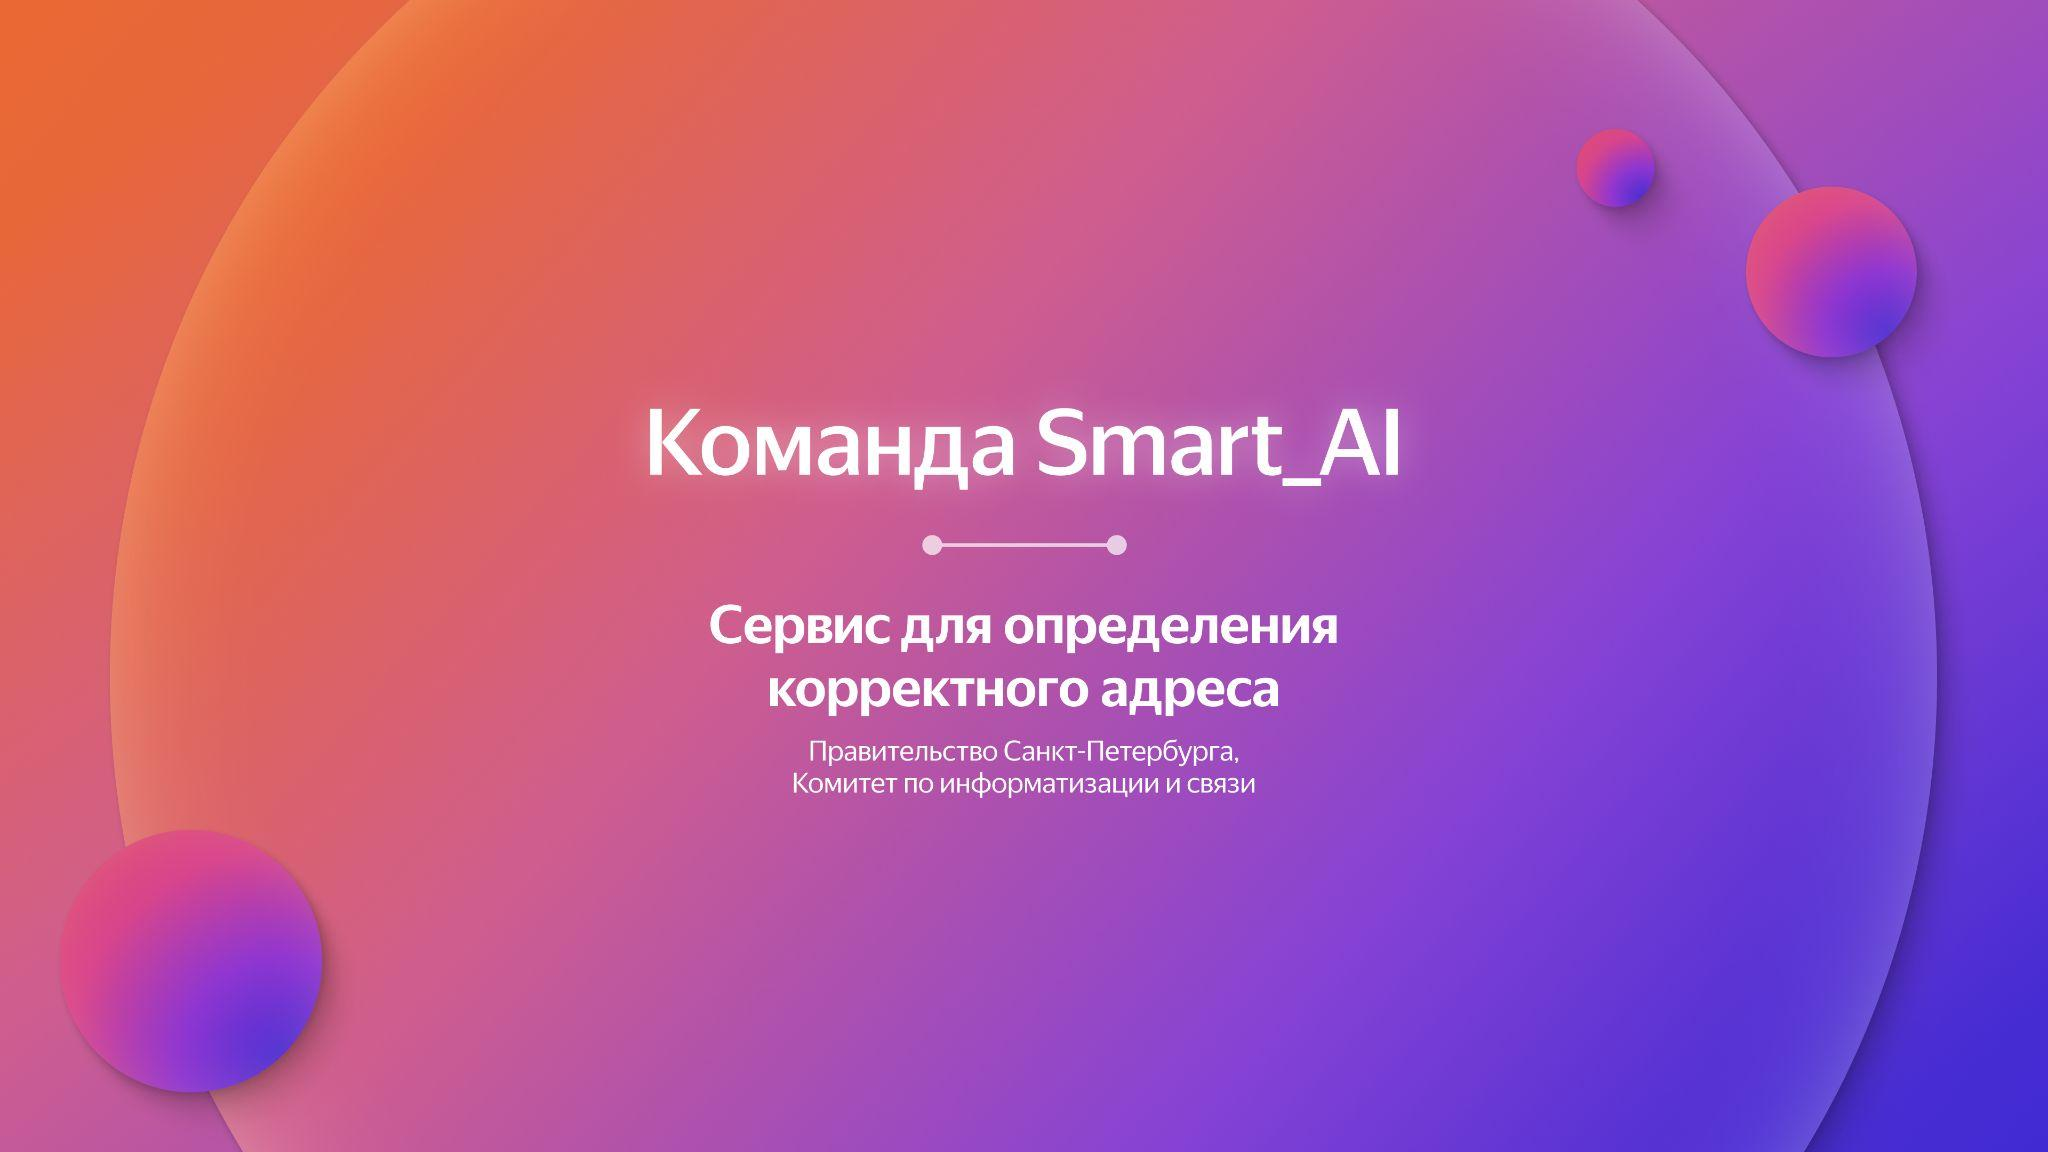 Команда Smart_AI
Сервис для определения
корректного адреса
Правительство Санкт-Петербурга,
Комитет по информатизации и связи